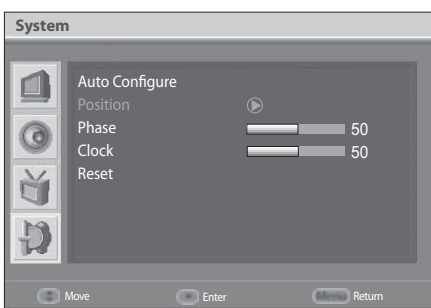 System
Auto Configure
Position
Phase 50
Clock 50
Reset
Move Enter Menu Return